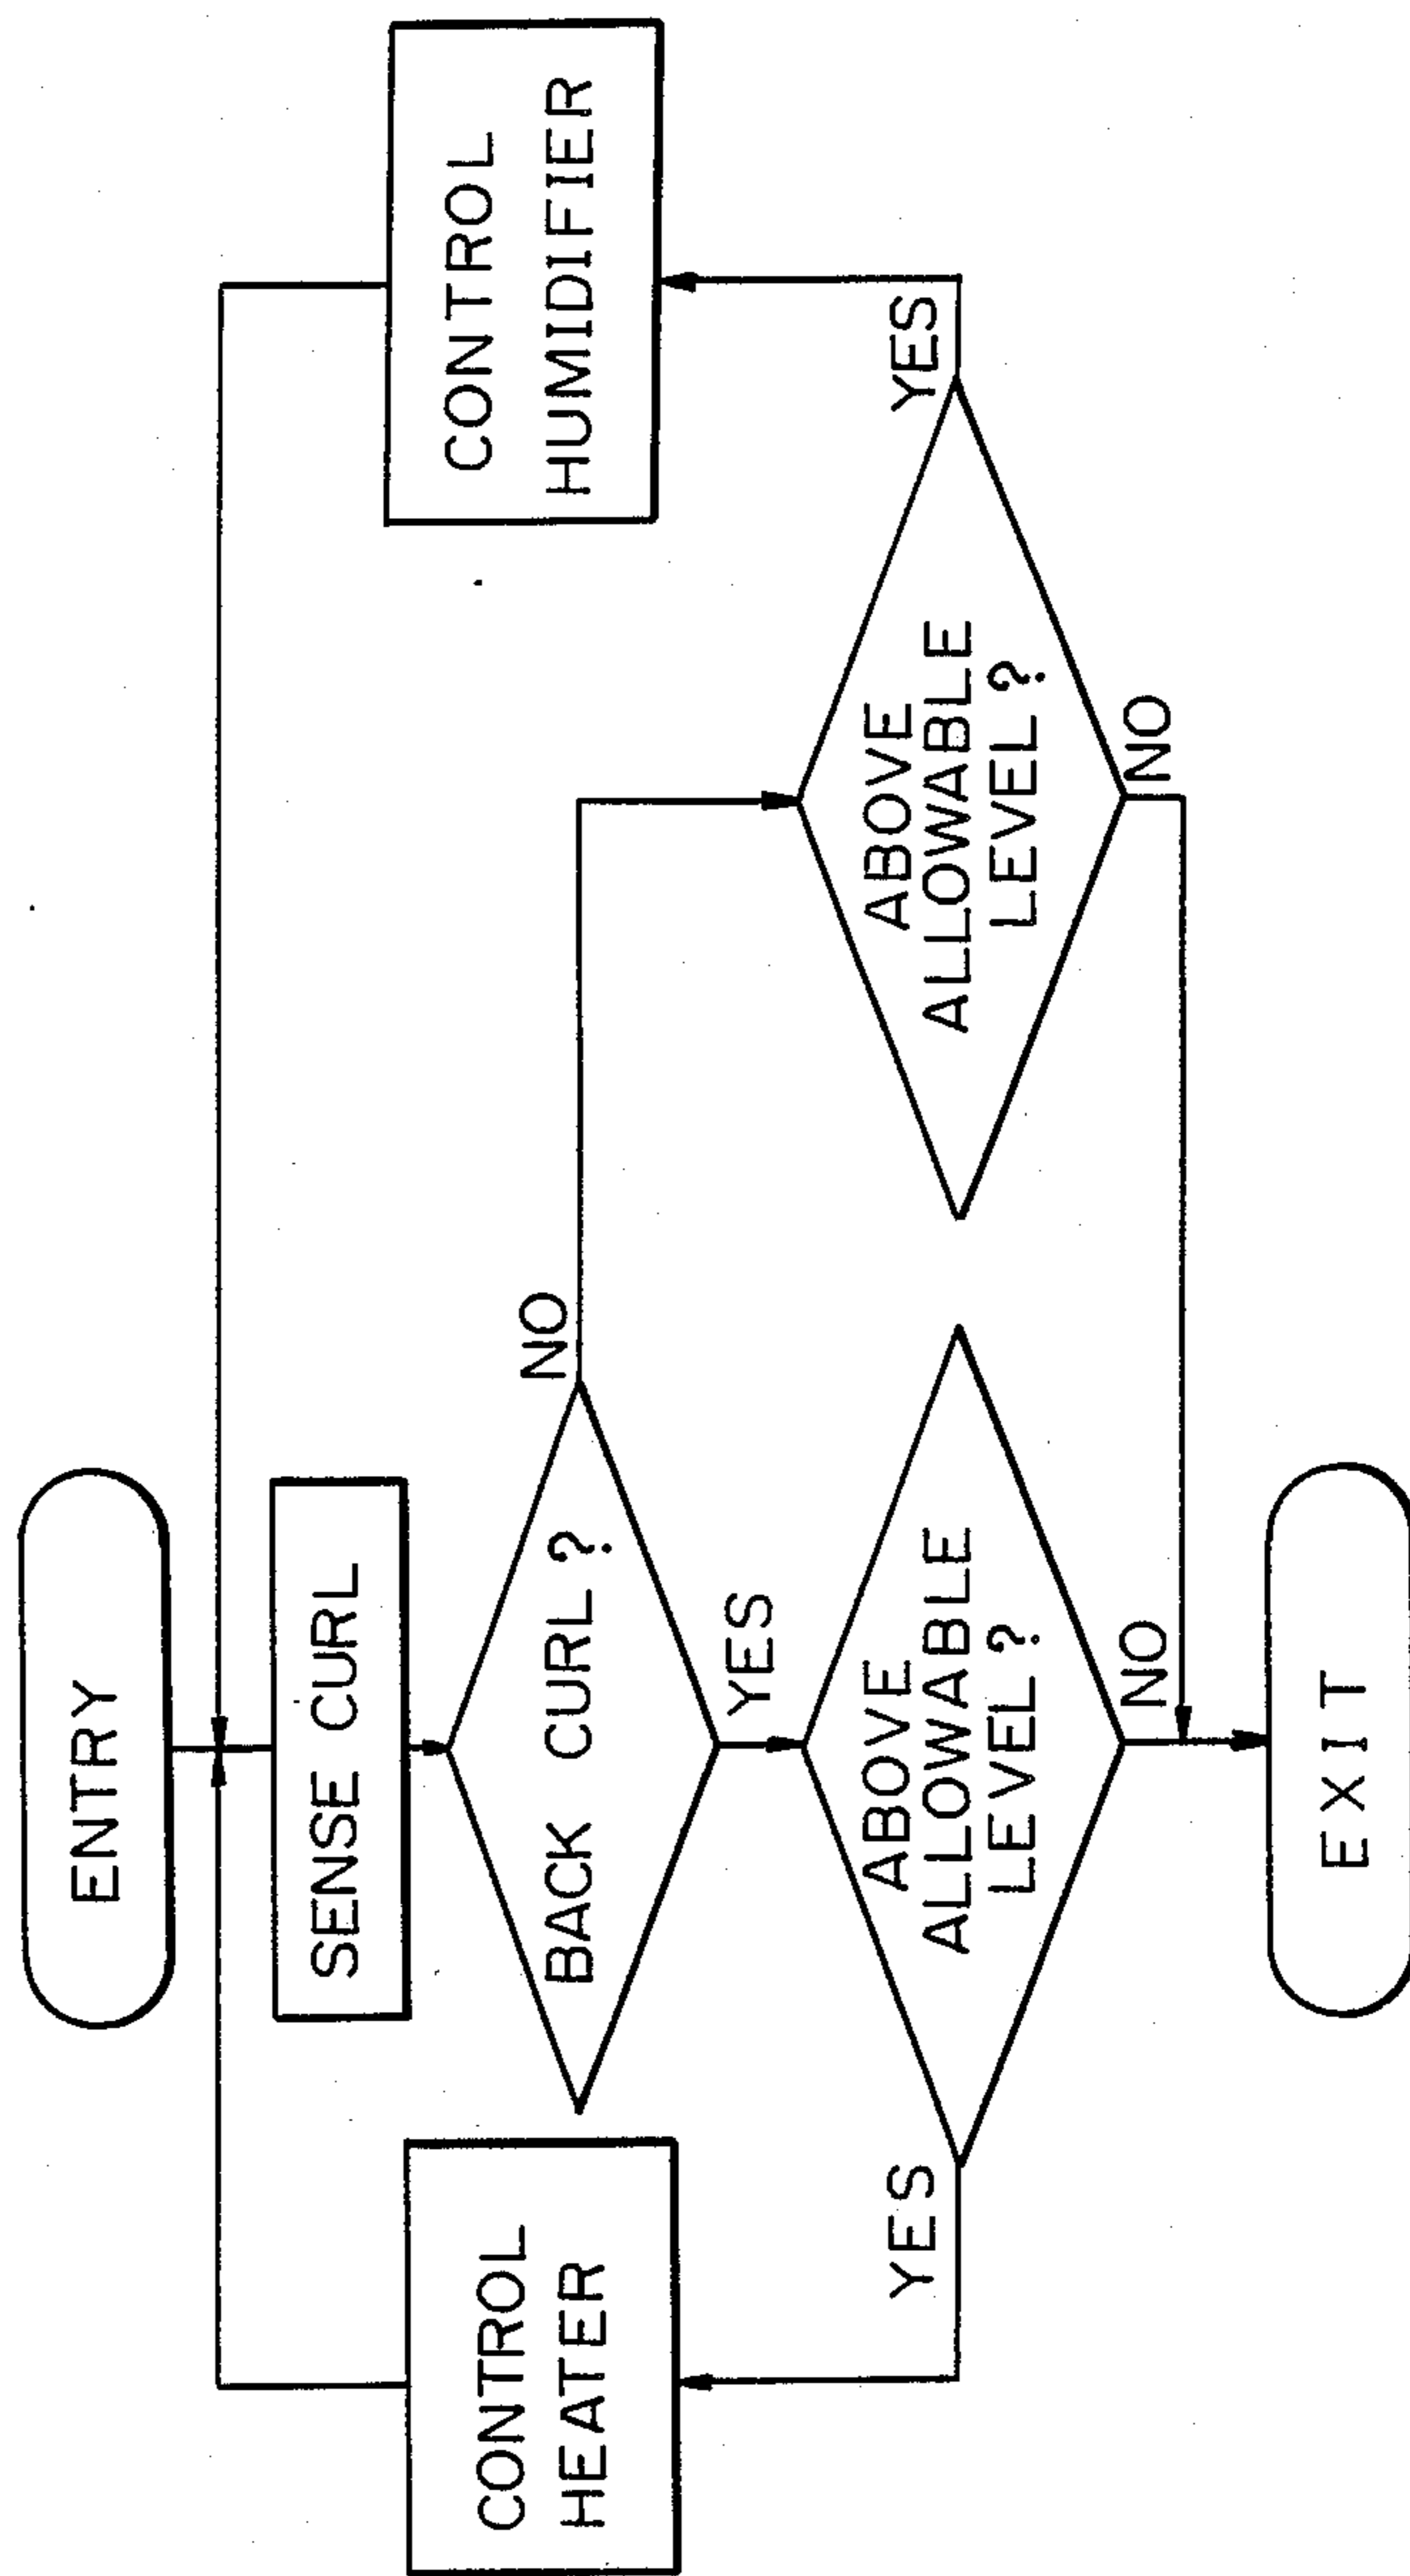 ENTRY
SENSE CURL
BACK CURL?
NO
YES
CONTROL
HEATER
YES
ABOVE
ALLOWABLE
LEVEL?
NO
ABOVE
ALLOWABLE
LEVEL?
YES
NO
CONTROL
HUMIDIFIER
EXIT